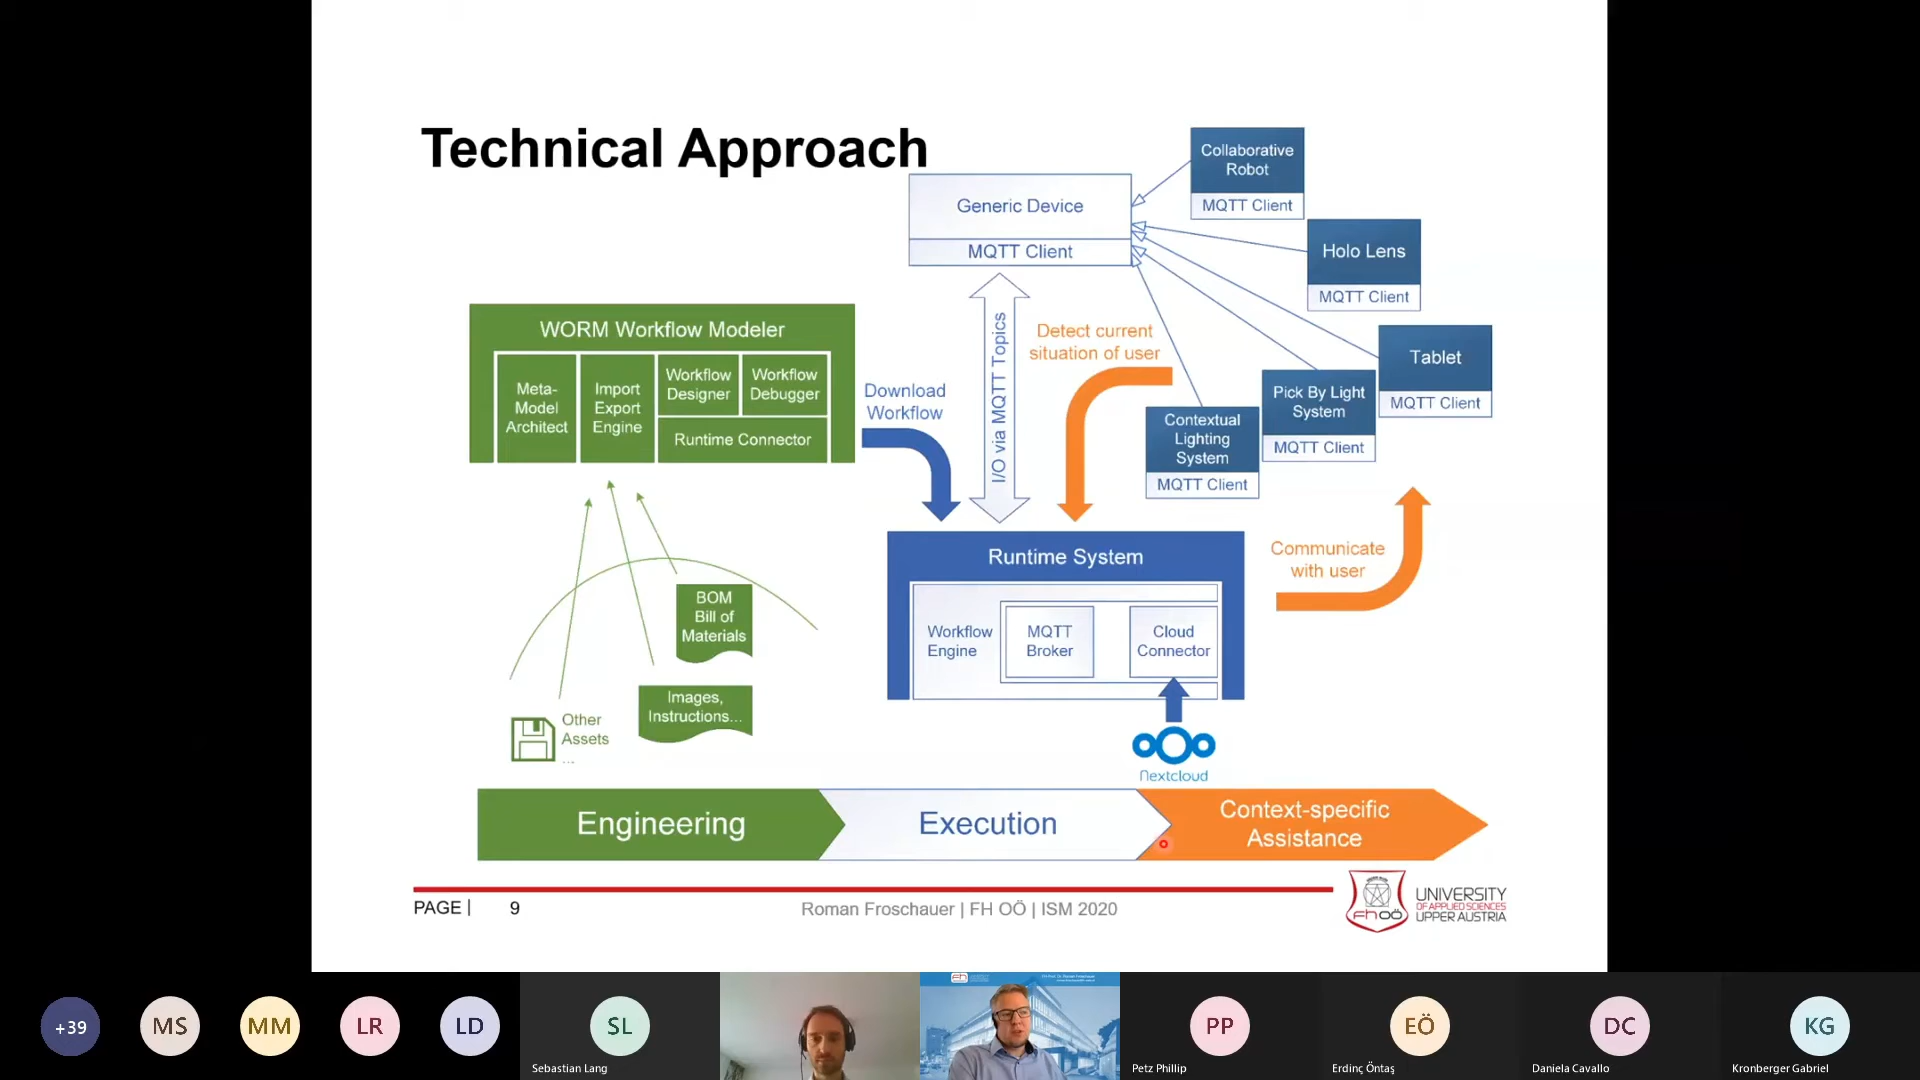 Technical Approach
Generic Device
MQTT Client
Collaborative
Robot
MQTT Client
Holo Lens
MQTT Client
Tablet
MQTT Client
Pick By Light
System
MQTT Client
Contextual
Lighting
System
MQTT Client
WORM Workflow Modeler
Meta-
Model
Architect
Import
Export
Engine
Workflow
Designer
Workflow
Debugger
Runtime Connector
Download
Workflow
I/O via MQTT Topics
Detect current
situation of user
Communicate
with user
Runtime System
Workflow
Engine
MQTT
Broker
Cloud
Connector
Nextcloud
BOM
Bill of
Materials
Images,
Instructions...
Other
Assets
...
Engineering
Execution
Context-specific
Assistance
PAGE | 9
Roman Froschauer | FH OÖ | ISM 2020
fh oö
UNIVERSITY
OF APPLIED SCIENCES
UPPER AUSTRIA
+39
MS
MM
LR
LD
SL
Sebastian Lang
PP
Petz Phillip
EÖ
Erdinç Öntaş
DC
Daniela Cavallo
KG
Kronberger Gabriel